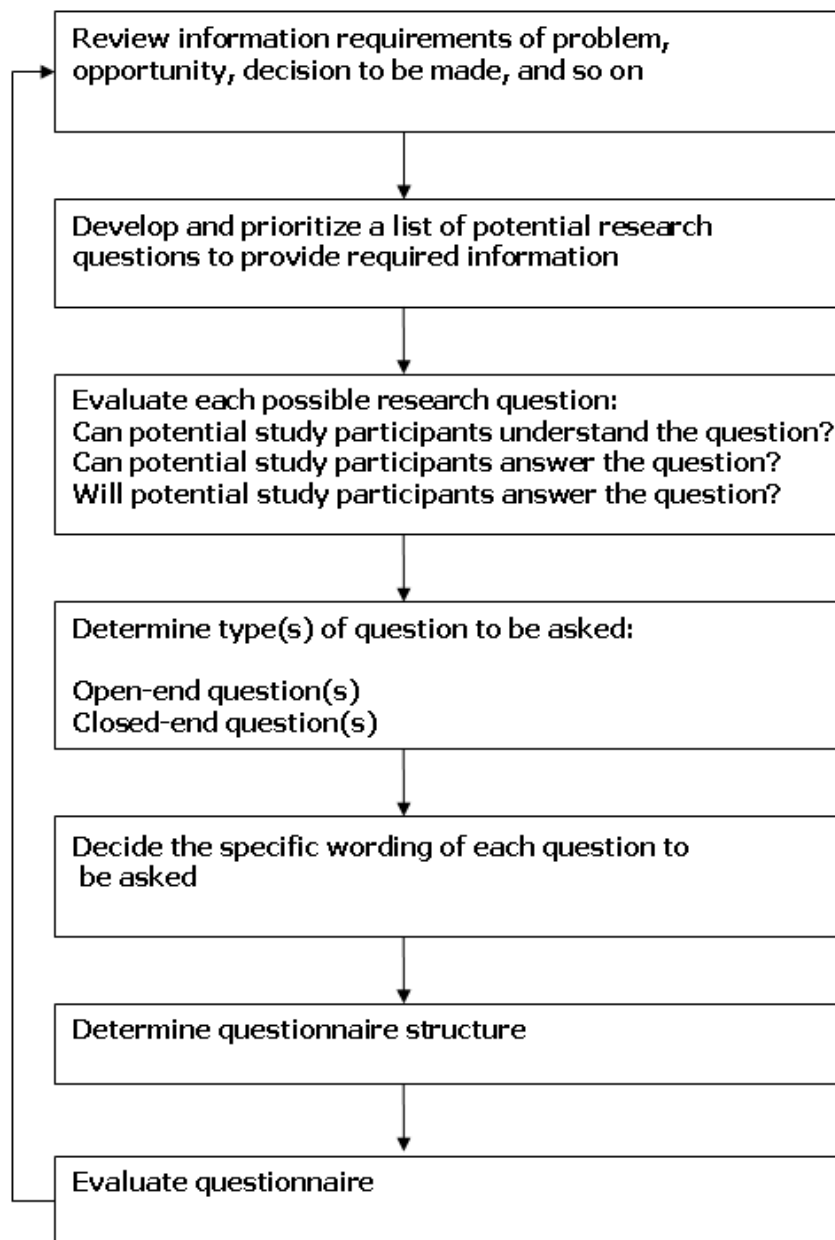 Review information requirements of problem,
opportunity, decision to be made, and so on
Develop and prioritize a list of potential research
questions to provide required information
Evaluate each possible research question:
Can potential study participants understand the question?
Can potential study participants answer the question?
Will potential study participants answer the question?
Determine type(s) of question to be asked:
Open-end question(s)
Closed-end question(s)
Decide the specific wording of each question to
be asked
Determine questionnaire structure
Evaluate questionnaire